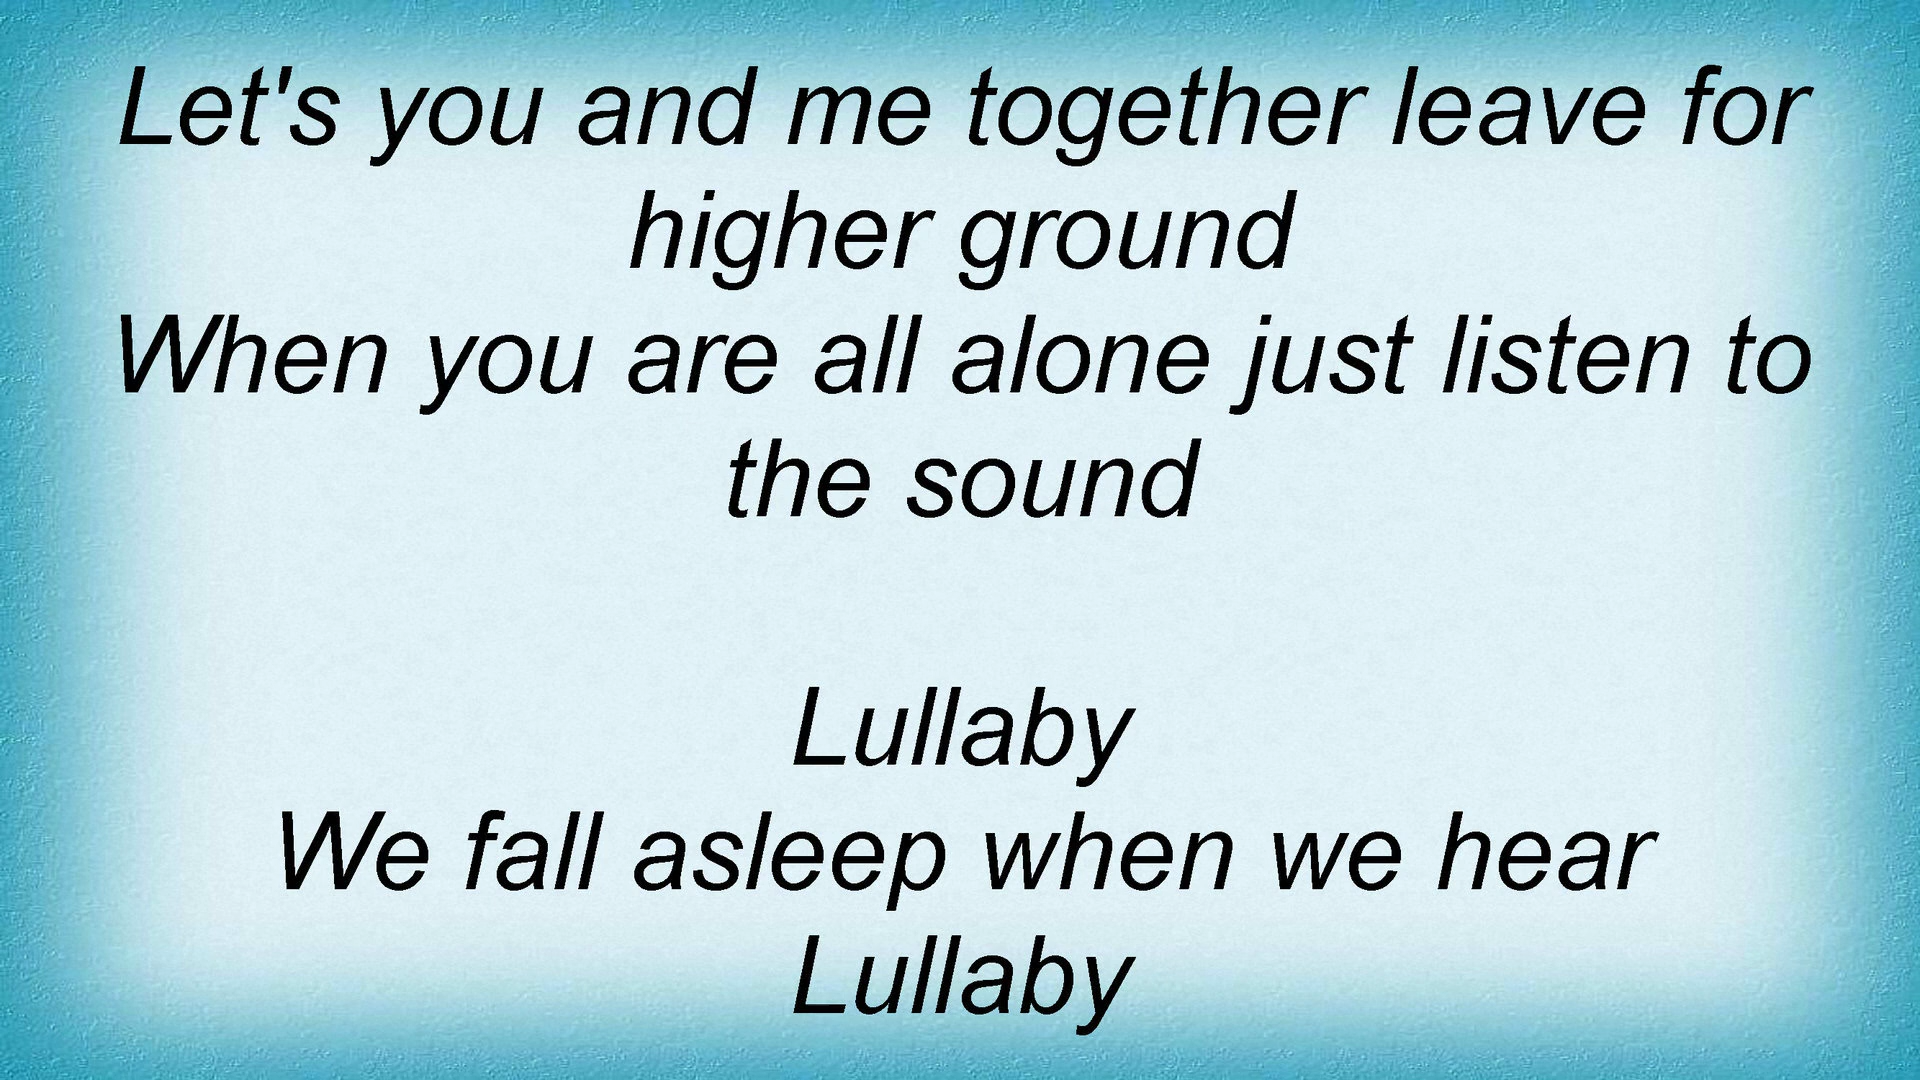 Let's you and me together leave for
higher ground
When you are all alone just listen to
the sound
Lullaby
We fall asleep when we hear
Lullaby